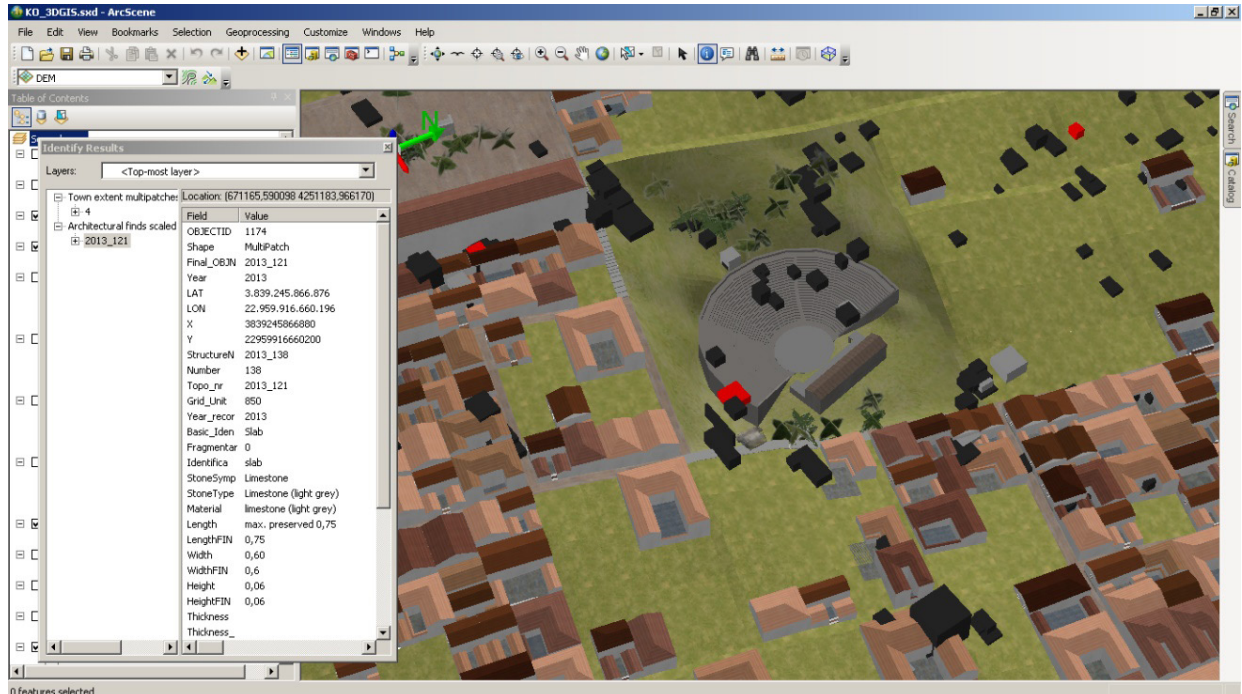 KO_3DGIS.sxd - ArcScene
File Edit View Bookmarks Selection Geoprocessing Customize Windows Help
DEM
Table of Contents
Identify Results
Layers: <Top-most layer>
Town extent multipatches
4
Architectural finds scaled
2013_121
Location: (671165,590098 4251183,966170)
Field Value
OBJECTID 1174
Shape MultiPatch
Final_OBJN 2013_121
Year 2013
LAT 3.839.245.866.876
LON 22.959.916.660.196
X 3839245866880
Y 22959916660200
StructureN 2013_138
Number 138
Topo_nr 2013_121
Grid_Unit 850
Year_recor 2013
Basic_Iden Slab
Fragmentar 0
Identifica slab
StoneSymp Limestone
StoneType Limestone (light grey)
Material limestone (light grey)
Length max. preserved 0,75
LengthFIN 0,75
Width 0,60
WidthFIN 0,6
Height 0,06
HeightFIN 0,06
Thickness
Thickness_
N
Search
Catalog
0 features selected